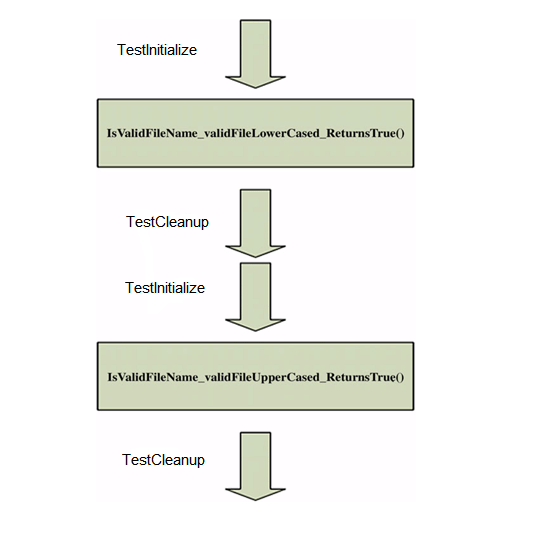 TestInitialize
IsValidFileName_validFileLowerCased_ReturnsTrue()
TestCleanup
TestInitialize
IsValidFileName_validFileUpperCased_ReturnsTrue()
TestCleanup